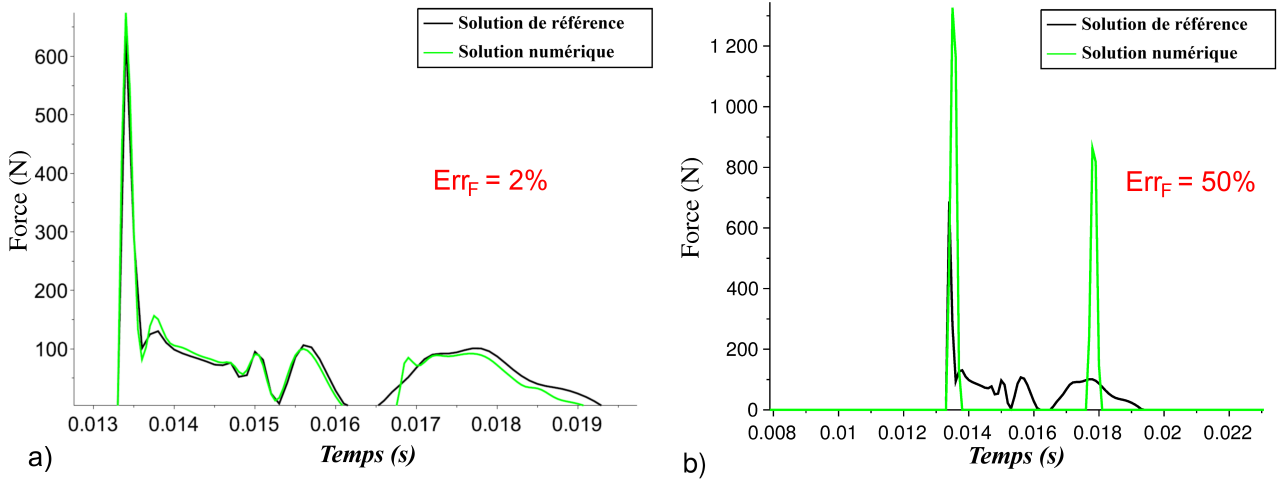 Solution de référence
Solution numérique
600
500
400
300
200
100
Force (N)
Err_F = 2%
0.013
0.014
0.015
0.016
0.017
0.018
0.019
Temps (s)
a)
Solution de référence
Solution numérique
1 200
1 000
800
600
400
200
0
Force (N)
Err_F = 50%
0.008
0.01
0.012
0.014
0.016
0.018
0.02
0.022
Temps (s)
b)